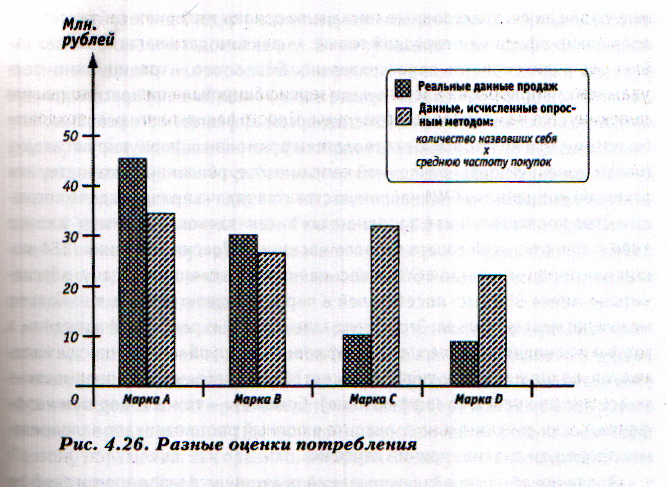 Млн.
рублей
Реальные данные продаж
Данные, исчисленные опрос-
ным методом:
количество назвавших себя
х
среднюю частоту покупок
50
40
30
20
10
0
Марка A
Марка B
Марка C
Марка D
Рис. 4.26. Разные оценки потребления